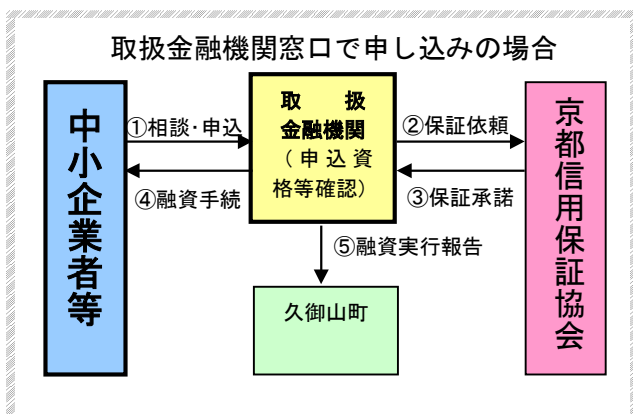 取扱金融機関窓口で申し込みの場合
中小企業者等
①相談･申込
④融資手続
取　扱
金融機関
（申込資
格等確認）
②保証依頼
③保証承諾
京都信用保証協会
⑤融資実行報告
久御山町